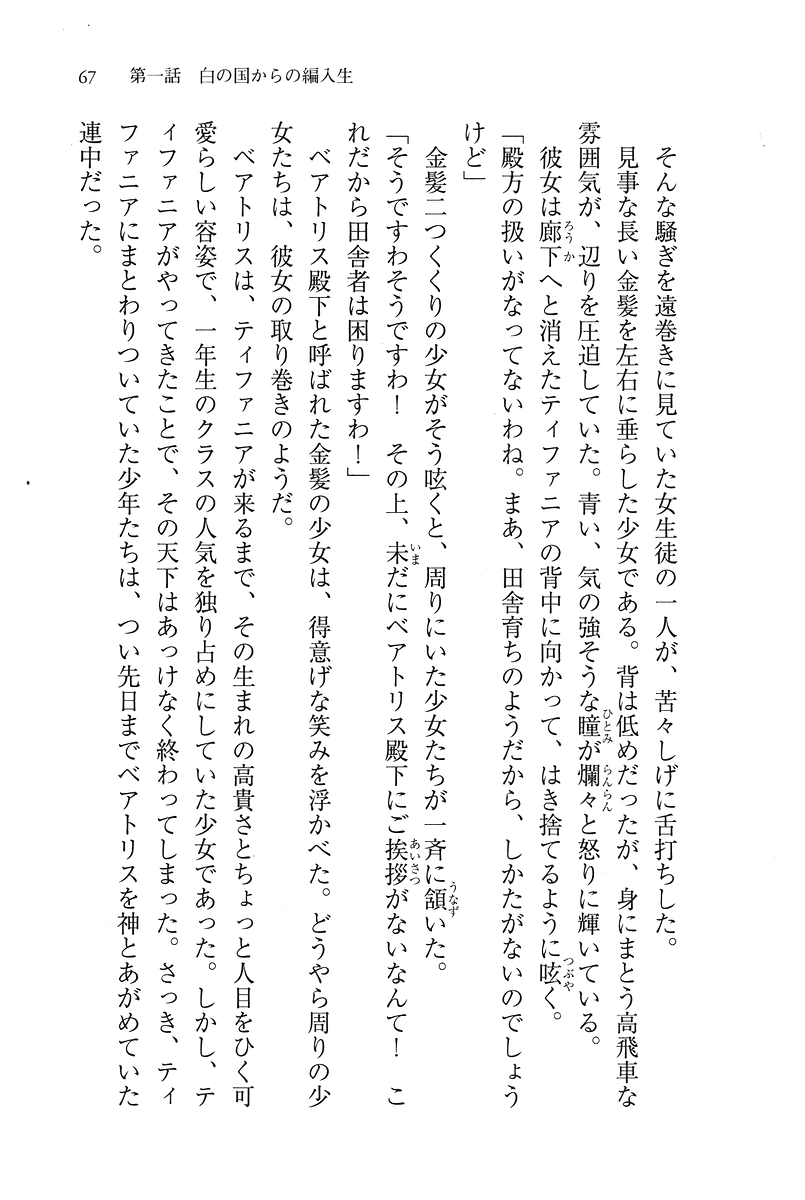 67　第一話　白の国からの編入生
そんな騒ぎを遠巻きに見ていた女生徒の一人が、苦々しげに舌打ちした。
見事な長い金髪を左右に垂らした少女である。背は低めだったが、身にまとう高飛車な
雰囲気が、辺りを圧迫していた。青い、気の強そうな瞳が爛々と怒りに輝いている。
彼女は廊下へと消えたティファニアの背中に向かって、はき捨てるように呟く。
「殿方の扱いがなってないわね。まあ、田舎育ちのようだから、しかたがないのでしょう
けど」
金髪二つくくりの少女がそう呟くと、周りにいた少女たちが一斉に頷いた。
「そうですわそうですわ！　その上、未だにベアトリス殿下にご挨拶がないなんて！　こ
れだから田舎者は困りますわ！」
ベアトリス殿下と呼ばれた金髪の少女は、得意げな笑みを浮かべた。どうやら周りの少
女たちは、彼女の取り巻きのようだ。
ベアトリスは、ティファニアが来るまで、その生まれの高貴さとちょっと人目をひく可
愛らしい容姿で、一年生のクラスの人気を独り占めにしていた少女であった。しかし、テ
ィファニアがやってきたことで、その天下はあっけなく終わってしまった。さっき、ティ
ファニアにまとわりついていた少年たちは、つい先日までベアトリスを神とあがめていた
連中だった。